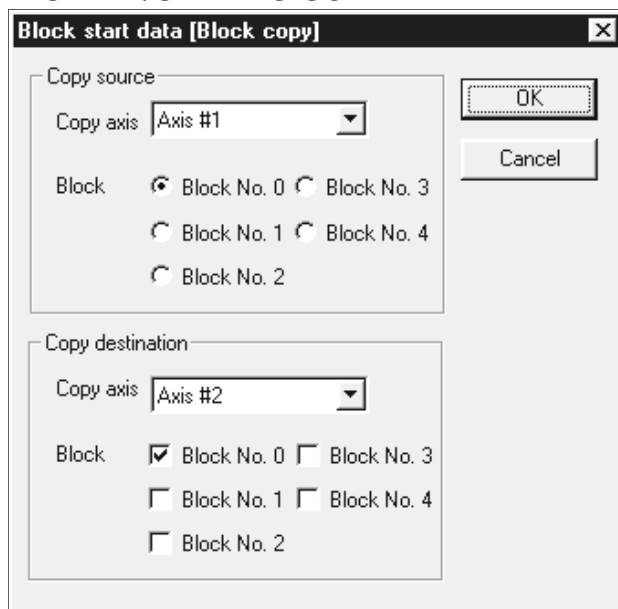 Block start data [Block copy]
Copy source
Copy axis Axis #1
OK
Cancel
Block Block No. 0 Block No. 3
Block No. 1 Block No. 4
Block No. 2
Copy destination
Copy axis Axis #2
Block Block No. 0 Block No. 3
Block No. 1 Block No. 4
Block No. 2